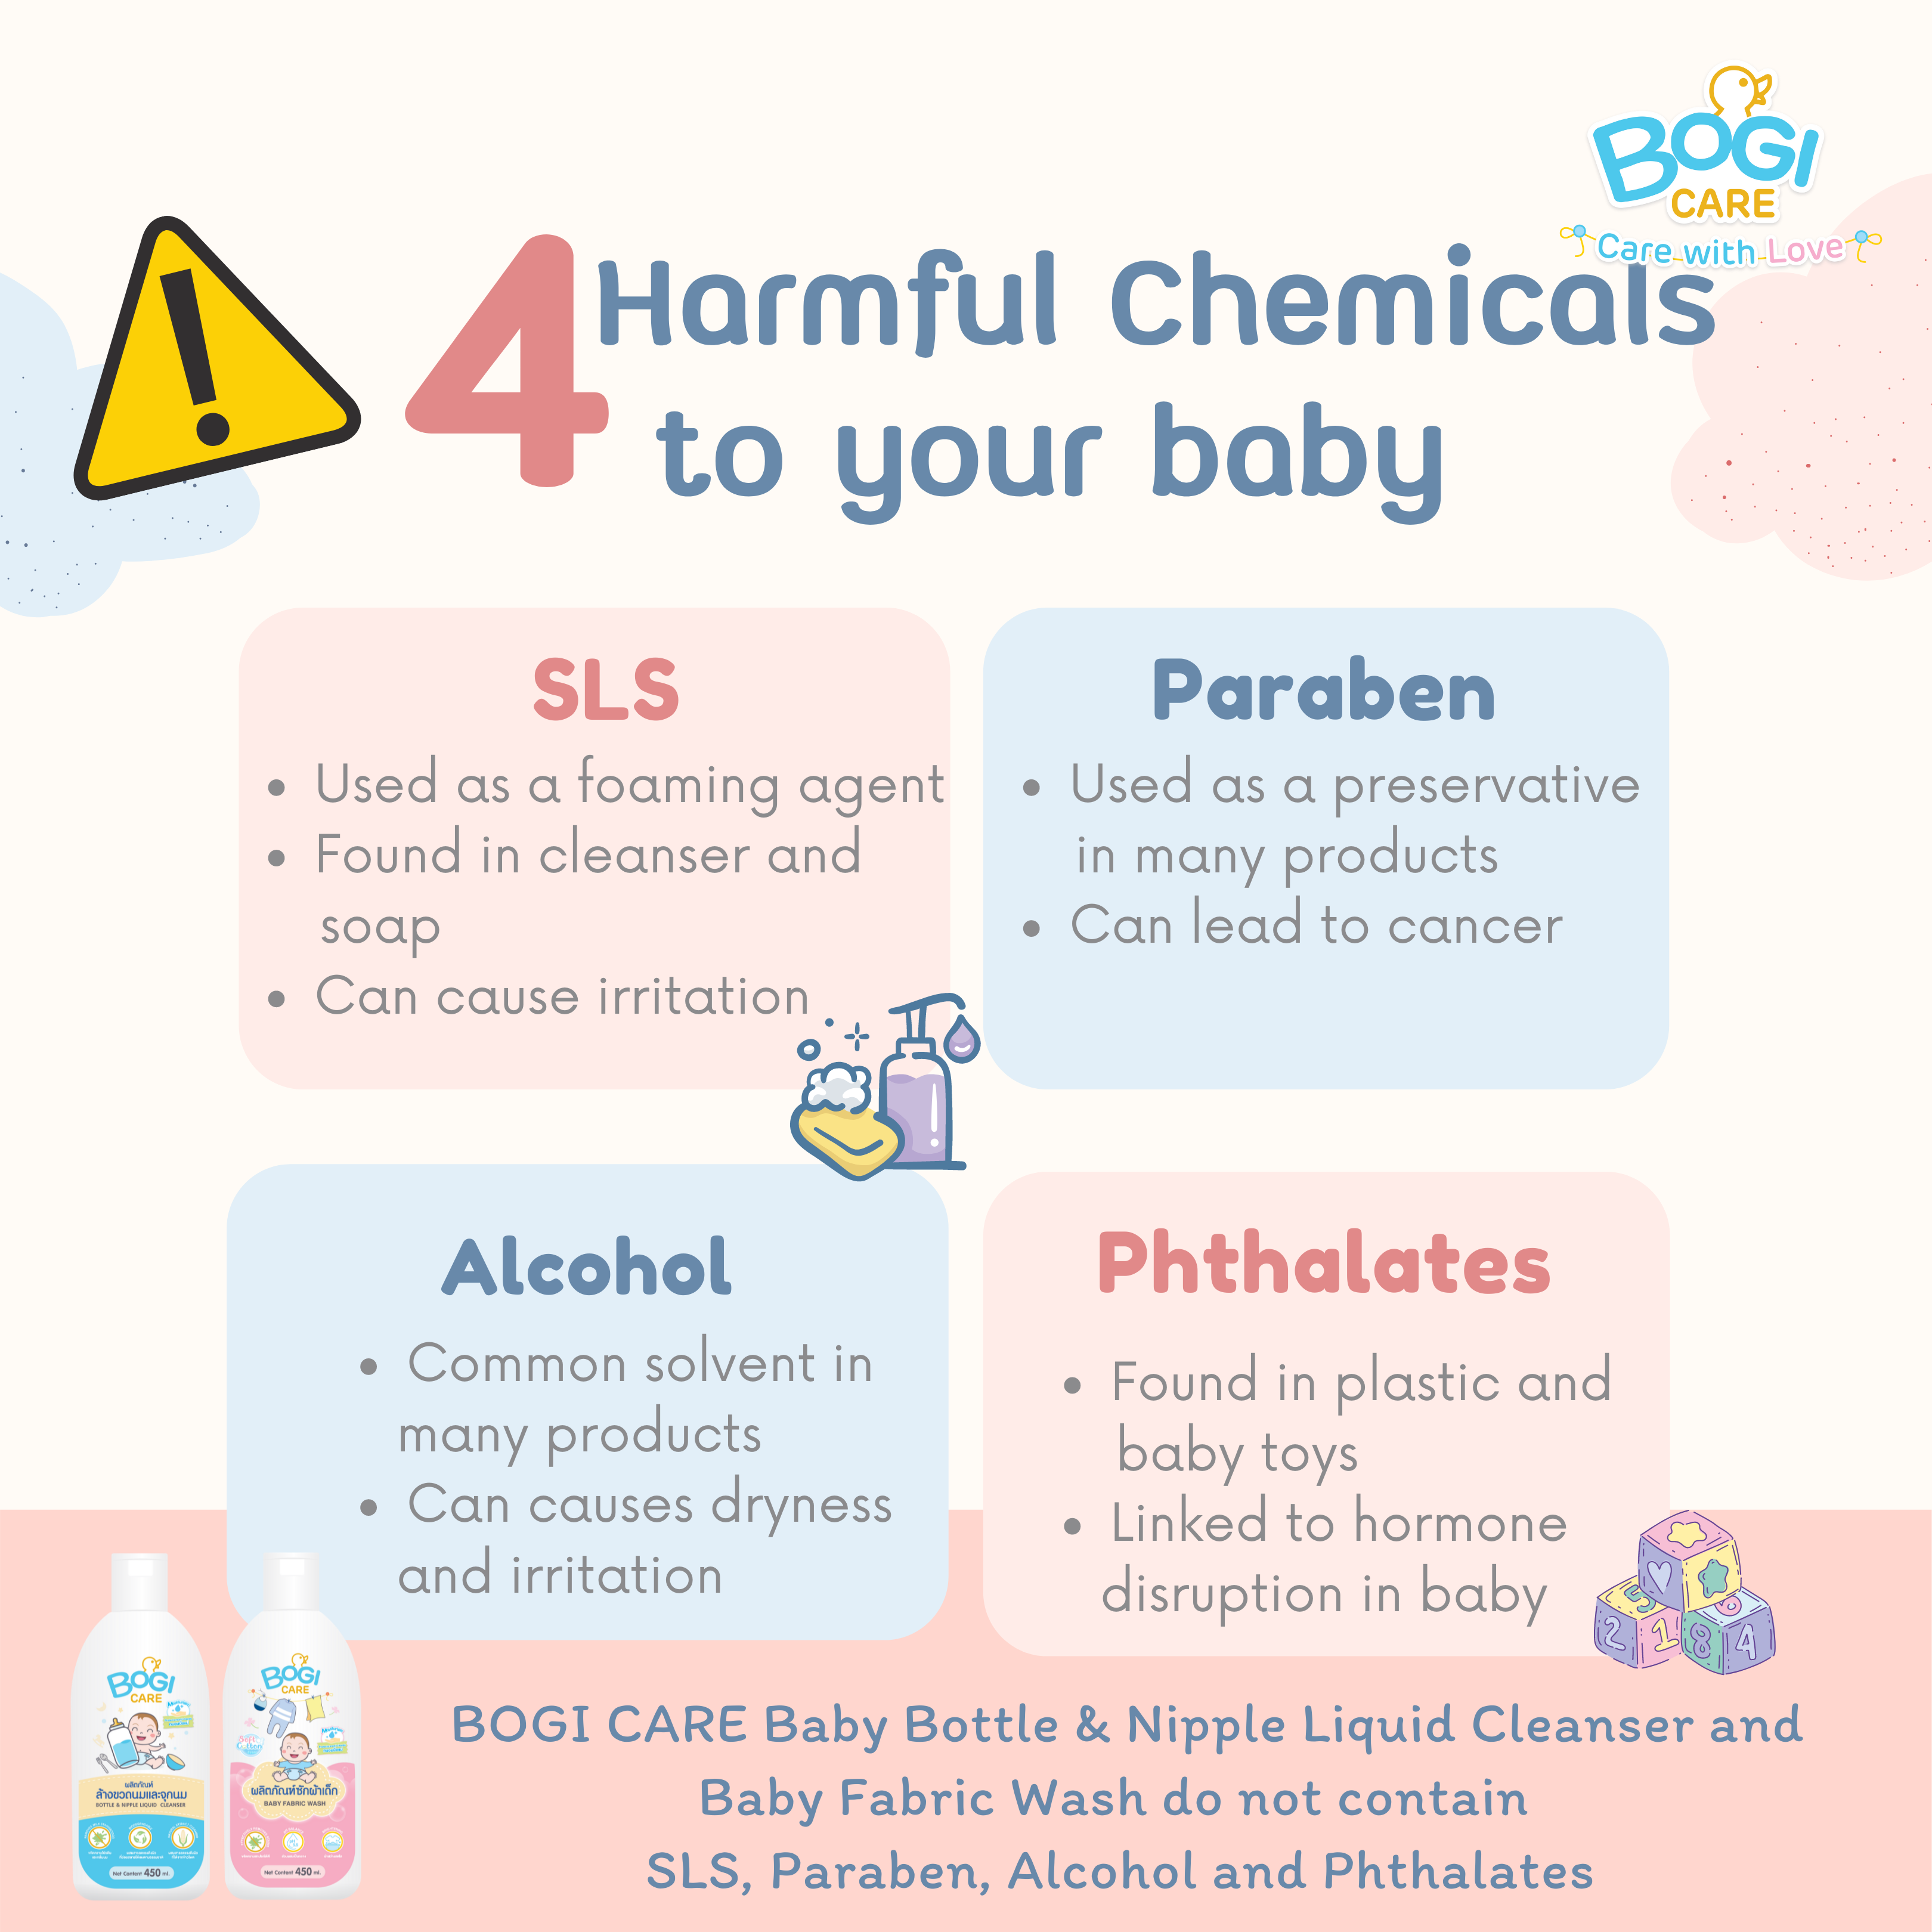 BOGI
CARE
Care with Love
4 Harmful Chemicals
to your baby
SLS
• Used as a foaming agent
• Found in cleanser and
soap
• Can cause irritation
Paraben
• Used as a preservative
in many products
• Can lead to cancer
Alcohol
• Common solvent in
many products
• Can causes dryness
and irritation
Phthalates
• Found in plastic and
baby toys
• Linked to hormone
disruption in baby
5
2 1 8 4
BOGI
CARE
ผลิตภัณฑ์
ล้างขวดนมและจุกนม
BOTTLE & NIPPLE LIQUID CLEANSER
Net Content 450 ml.
BOGI
CARE
ผลิตภัณฑ์ซักผ้าเด็ก
BABY FABRIC WASH
Net Content 450 ml.
BOGI CARE Baby Bottle & Nipple Liquid Cleanser and
Baby Fabric Wash do not contain
SLS, Paraben, Alcohol and Phthalates